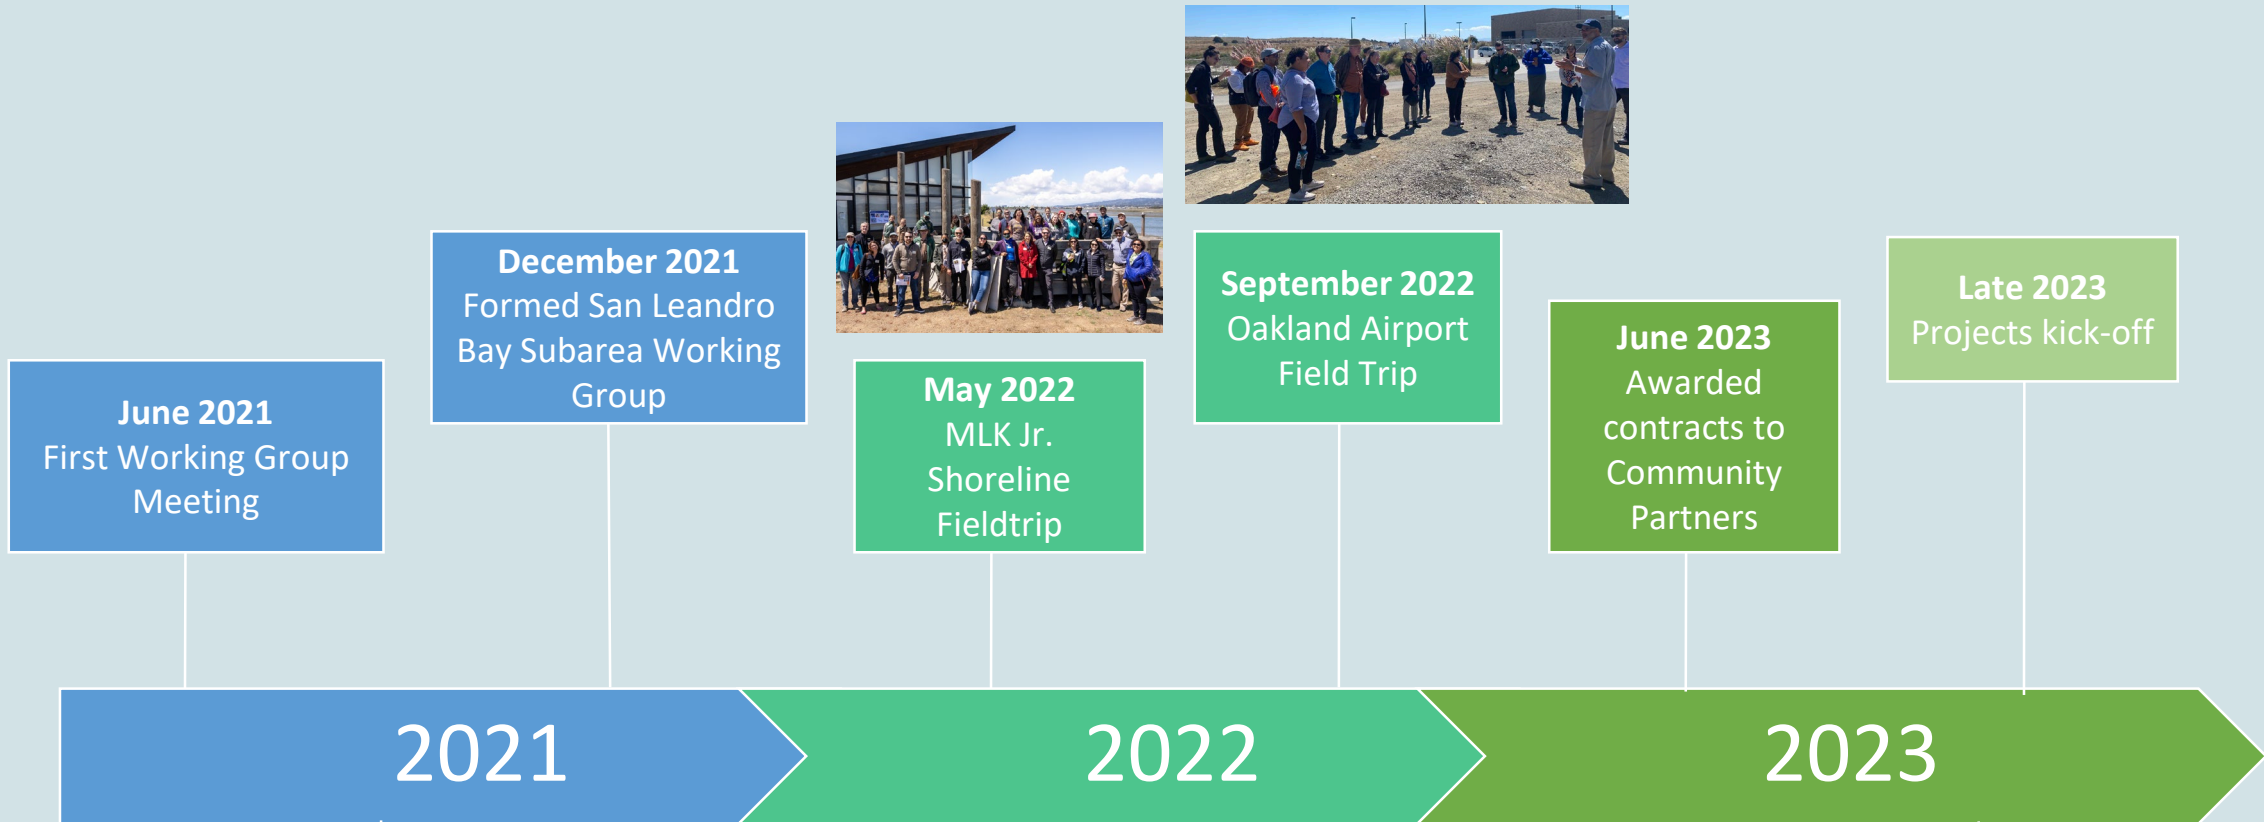 June 2021
First Working Group
Meeting
December 2021
Formed San Leandro
Bay Subarea Working
Group
May 2022
MLK Jr.
Shoreline
Fieldtrip
September 2022
Oakland Airport
Field Trip
June 2023
Awarded
contracts to
Community
Partners
Late 2023
Projects kick-off
2021
2022
2023